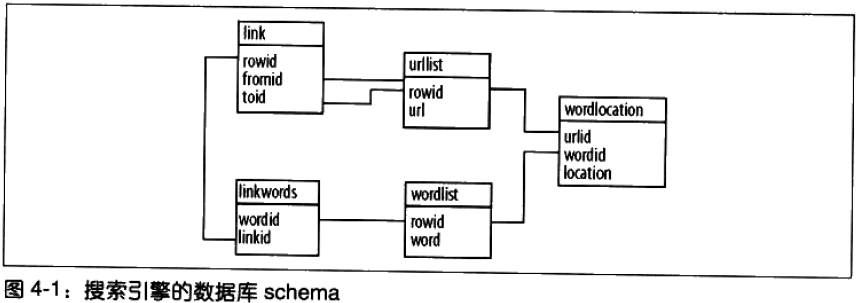 link
rowid
fromid
toid
urllist
rowid
url
wordlocation
urlid
wordid
location
linkwords
wordid
linkid
wordlist
rowid
word
图 4-1：搜索引擎的数据库 schema